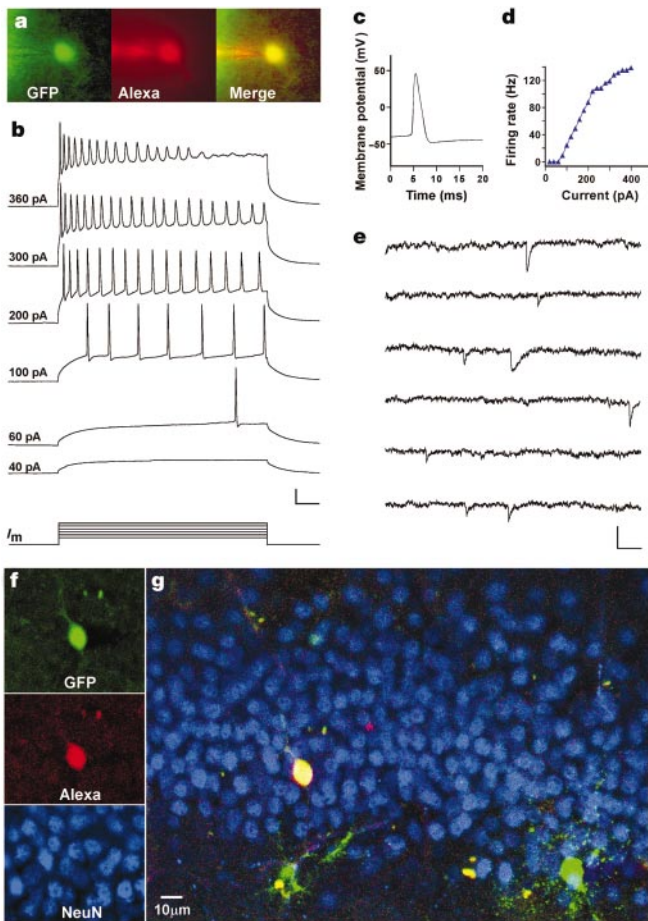 a
GFP
Alexa
Merge
b
360 pA
300 pA
200 pA
100 pA
60 pA
40 pA
Im
c
Membrane potential (mV)
50
−50
0 5 10 15 20
Time (ms)
d
Firing rate (Hz)
120
80
40
0
0 200 400
Current (pA)
e
f
GFP
Alexa
NeuN
g
10µm